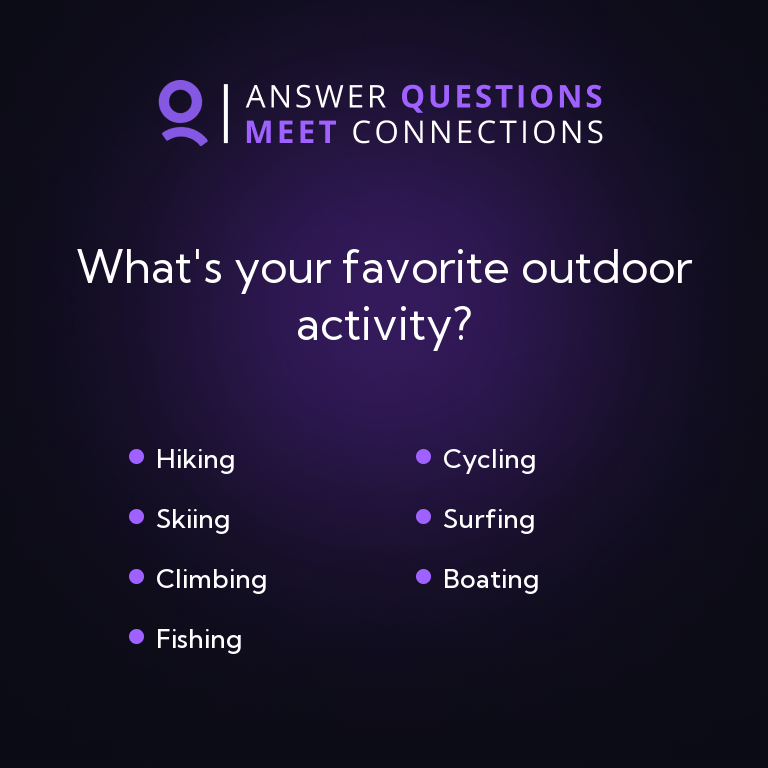 ANSWER QUESTIONS
MEET CONNECTIONS
What's your favorite outdoor
activity?
Hiking
Skiing
Climbing
Fishing
Cycling
Surfing
Boating